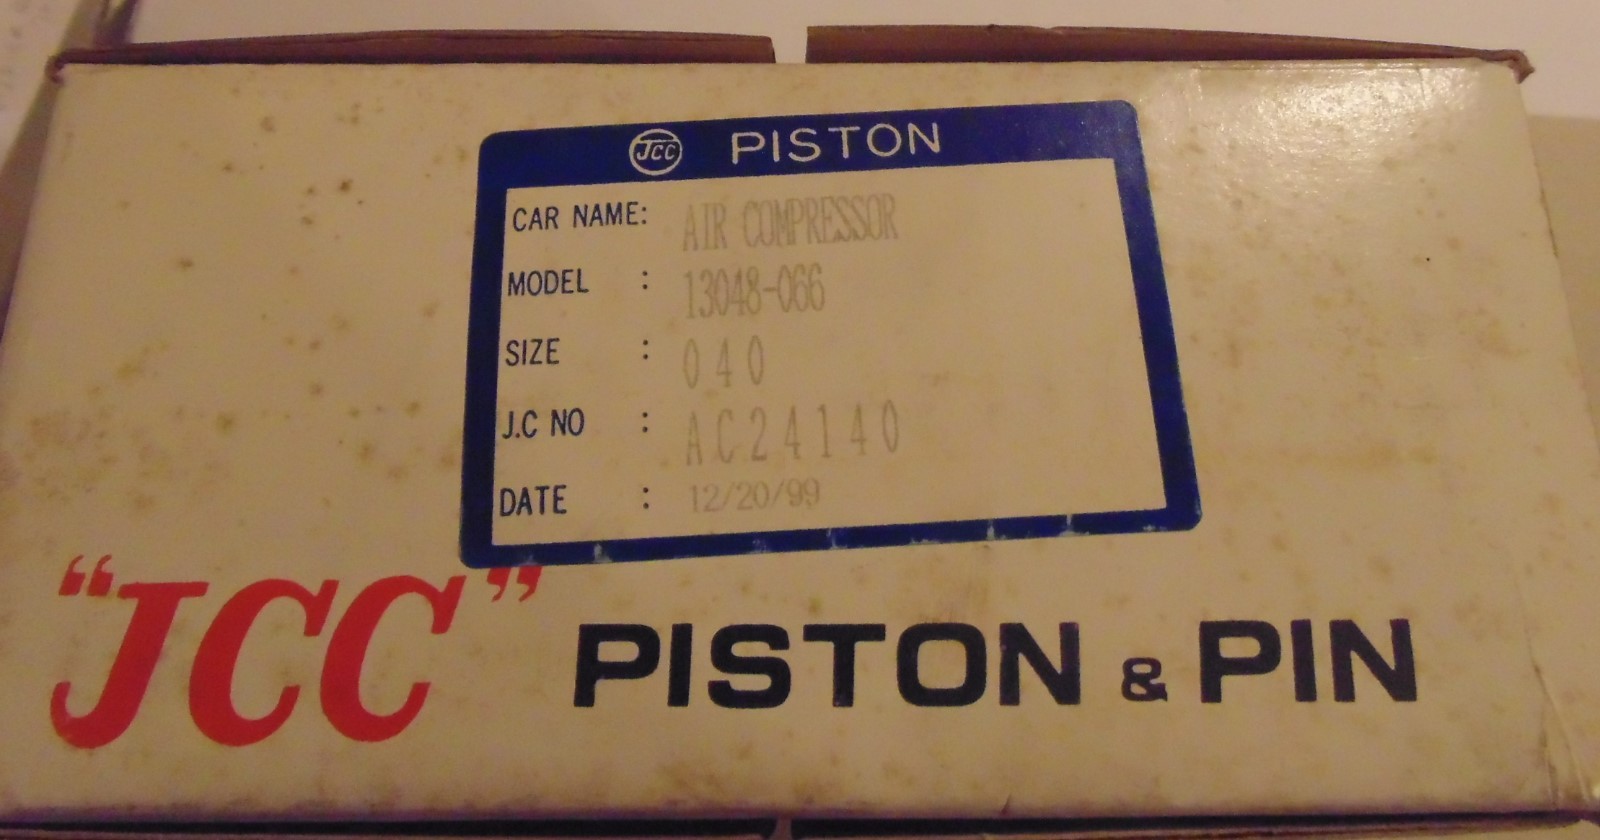 JCC PISTON
CAR NAME: AIR COMPRESSOR
MODEL : 13048-066
SIZE : 040
J.C NO : AC24140
DATE : 12/20/99
"JCC" PISTON & PIN